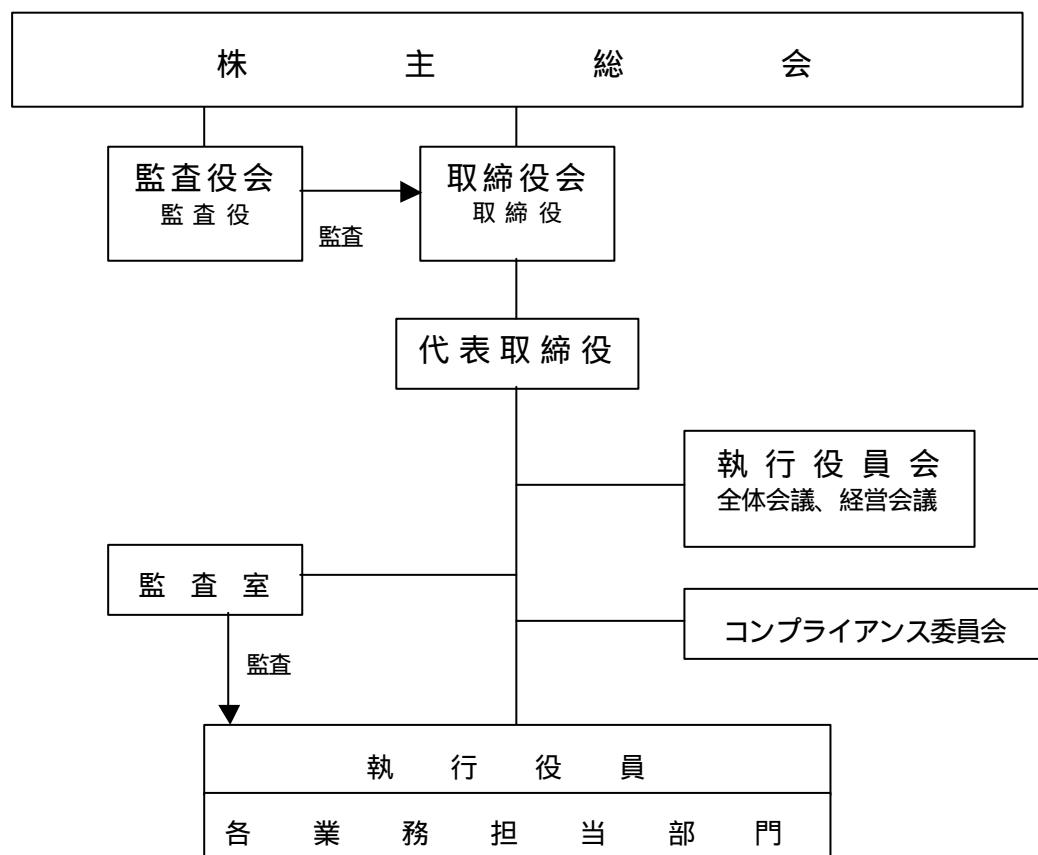 株主総会
監査役会
監査役
監査
取締役会
取締役
代表取締役
執行役員会
全体会議、経営会議
監査室
コンプライアンス委員会
監査
執行役員
各業務担当部門